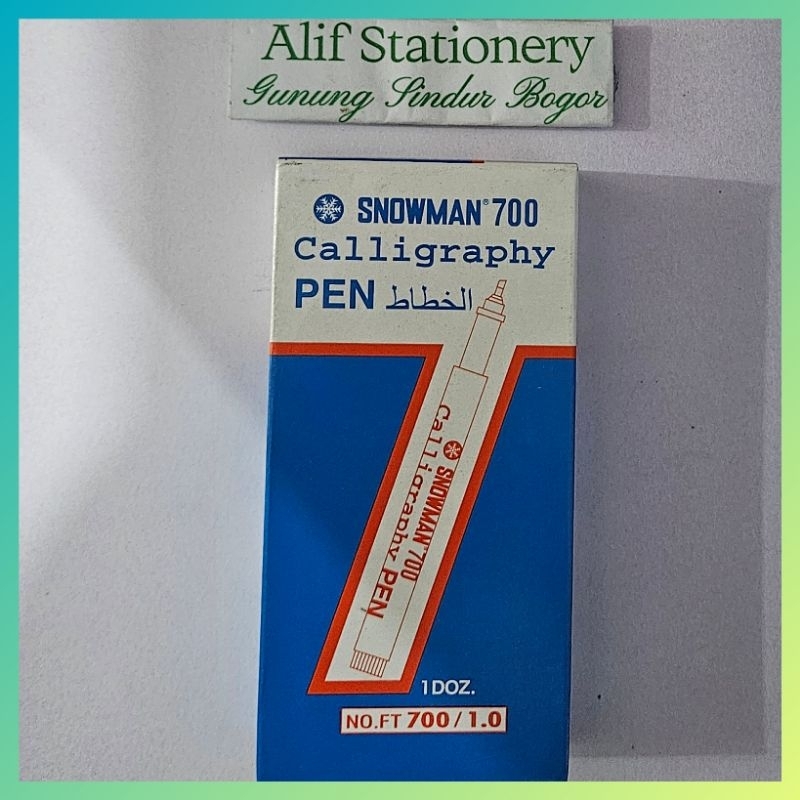 Alif Stationery
Gunung Sindur Bogor
SNOWMAN® 700
Calligraphy
PEN الخطاط
SNOWMAN® 700
Calligraphy PEN
1 DOZ.
NO.FT 700/1.0